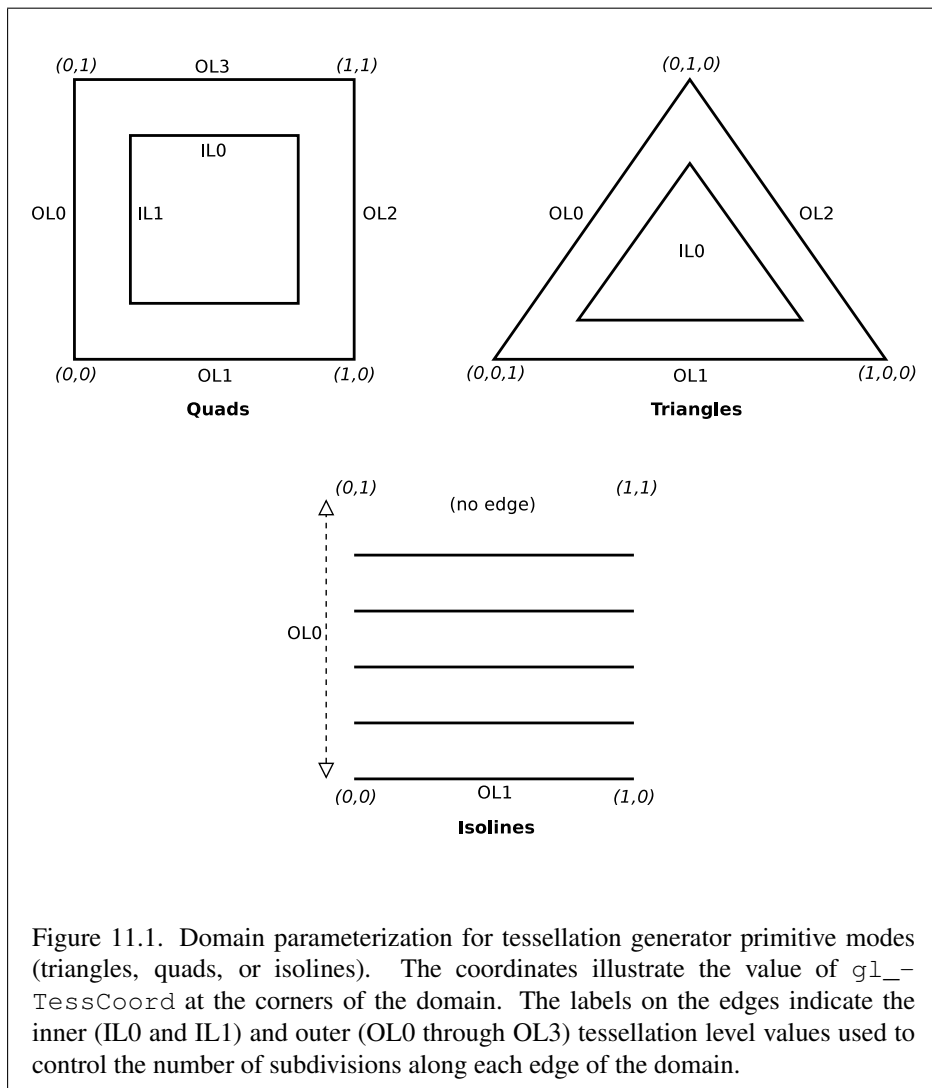 (0,1) OL3 (1,1)
IL0
OL0 IL1 OL2
(0,0) OL1 (1,0)
Quads
(0,1,0)
OL0 OL2
IL0
(0,0,1) OL1 (1,0,0)
Triangles
(0,1) (no edge) (1,1)
OL0
(0,0) OL1 (1,0)
Isolines
Figure 11.1. Domain parameterization for tessellation generator primitive modes
(triangles, quads, or isolines). The coordinates illustrate the value of gl_-
TessCoord at the corners of the domain. The labels on the edges indicate the
inner (IL0 and IL1) and outer (OL0 through OL3) tessellation level values used to
control the number of subdivisions along each edge of the domain.